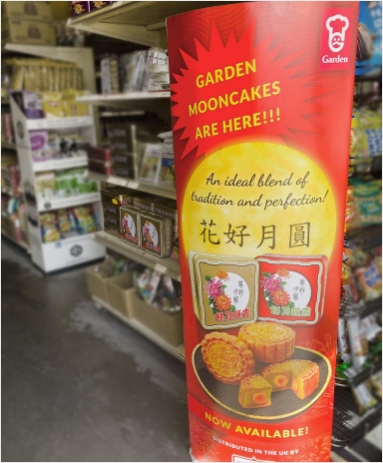 Garden
GARDEN
MOONCAKES
ARE HERE!!!
An ideal blend of
tradition and perfection!
花好月圓
NOW AVAILABLE!
DISTRIBUTED IN THE UK BY